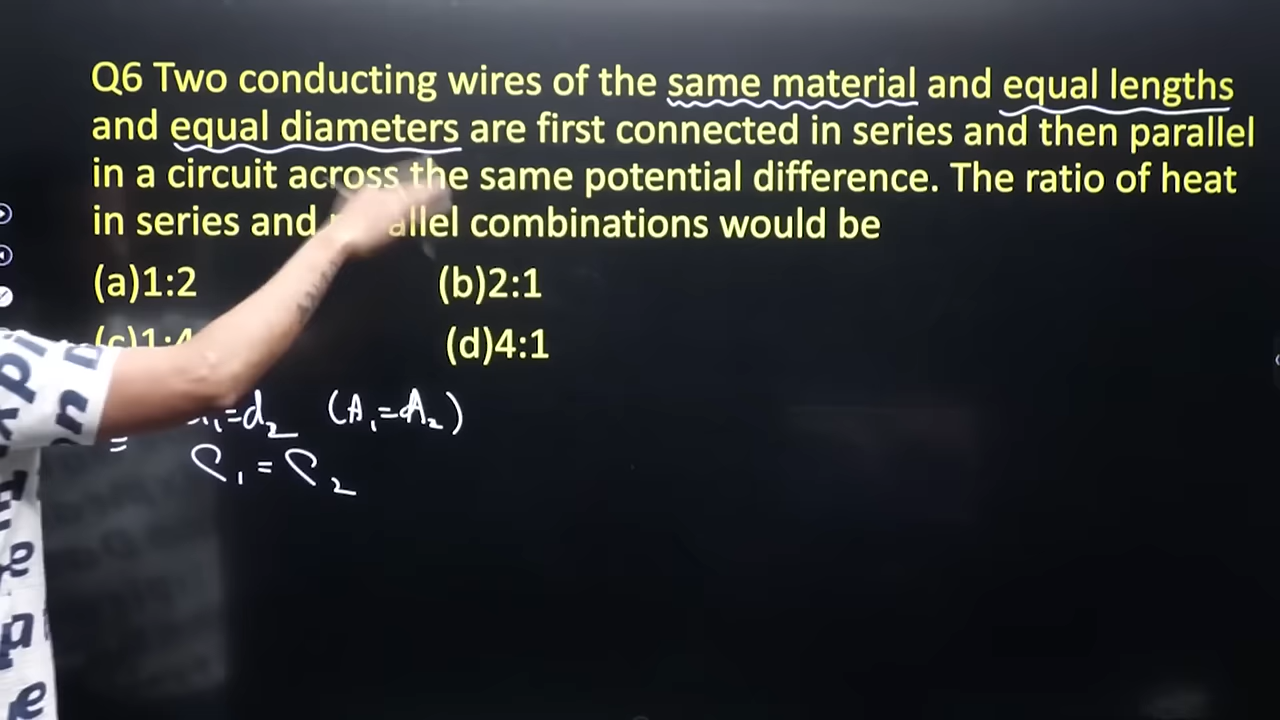 Q6 Two conducting wires of the same material and equal lengths
and equal diameters are first connected in series and then parallel
in a circuit across the same potential difference. The ratio of heat
in series and allel combinations would be
(a)1:2 (b)2:1
(c)1:4 (d)4:1
=d₂ (A₁=A₂)
=
ρ₁=ρ₂